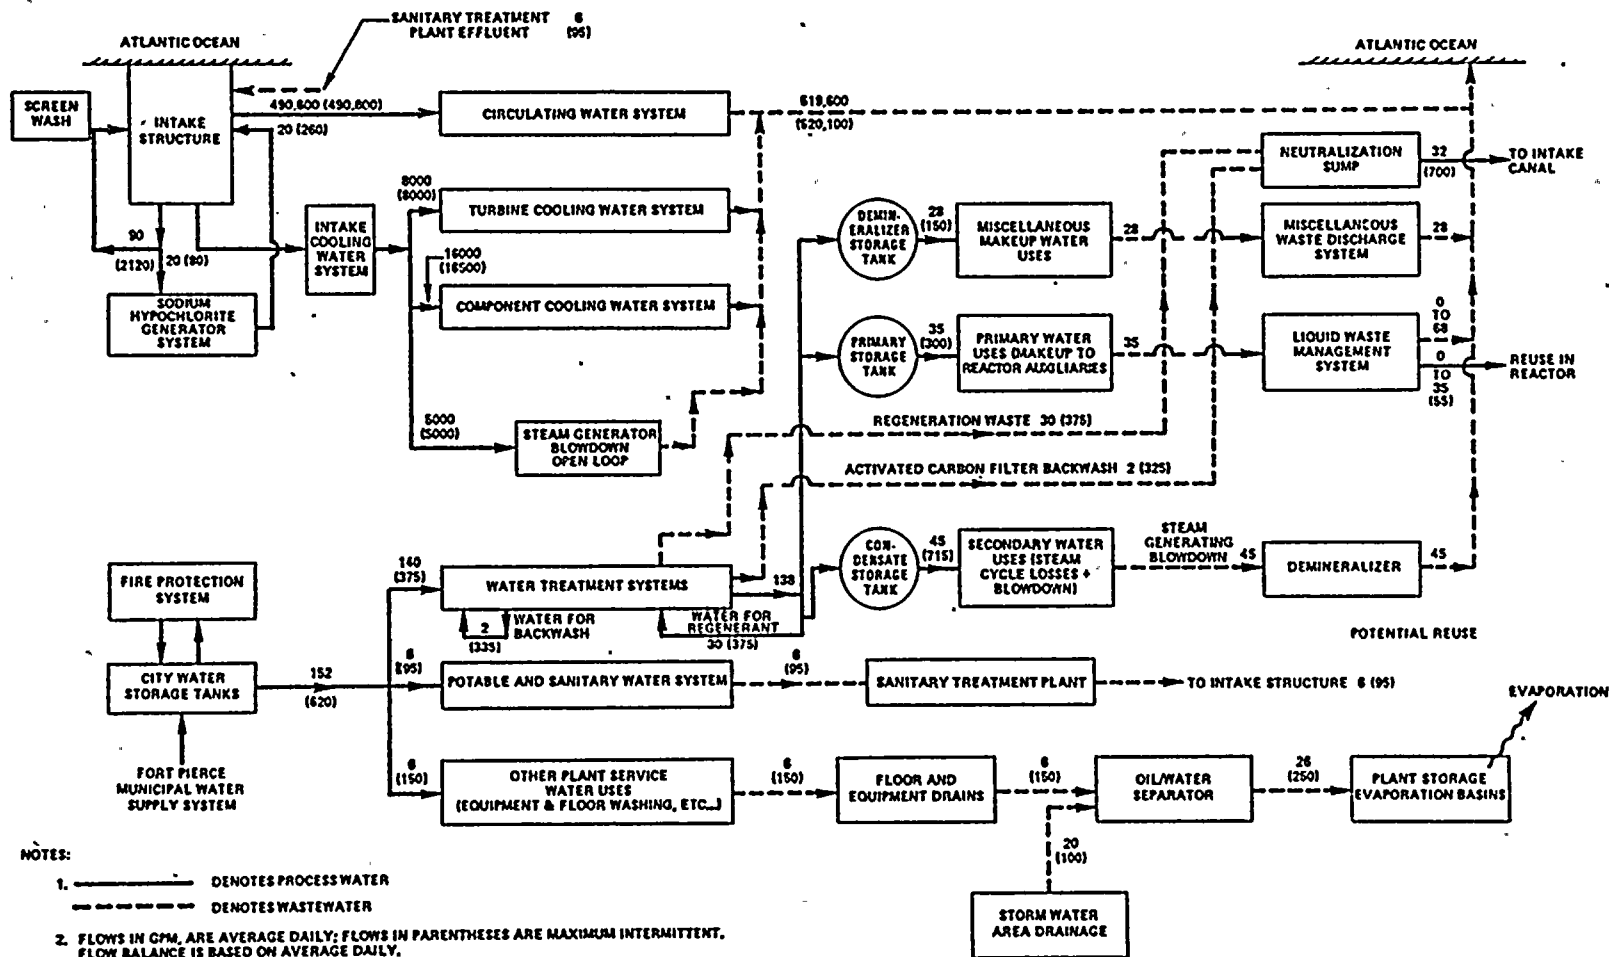 SANITARY TREATMENT 6
PLANT EFFLUENT (95)
ATLANTIC OCEAN
ATLANTIC OCEAN
SCREEN
WASH
INTAKE
STRUCTURE
490,600 (490,600)
20 (260)
CIRCULATING WATER SYSTEM
519,600
(520,100)
NEUTRALIZATION
SUMP
32
(700)
TO INTAKE
CANAL
8000
(8000)
TURBINE COOLING WATER SYSTEM
INTAKE
COOLING
WATER
SYSTEM
90
(2120)
20 (80)
SODIUM
HYPOCHLORITE
GENERATOR
SYSTEM
16000
(16500)
COMPONENT COOLING WATER SYSTEM
DEMIN-
ERALIZER
STORAGE
TANK
28
(150)
MISCELLANEOUS
MAKEUP WATER
USES
28
MISCELLANEOUS
WASTE DISCHARGE
SYSTEM
28
PRIMARY
STORAGE
TANK
35
(300)
PRIMARY WATER
USES (MAKEUP TO
REACTOR AUXILIARIES
35
LIQUID WASTE
MANAGEMENT
SYSTEM
0
TO
68
0
TO
35
(55)
REUSE IN
REACTOR
5000
(5000)
STEAM GENERATOR
BLOWDOWN
OPEN LOOP
REGENERATION WASTE 30 (375)
ACTIVATED CARBON FILTER BACKWASH 2 (325)
FIRE PROTECTION
SYSTEM
140
(375)
WATER TREATMENT SYSTEMS
138
2
(335)
WATER FOR
BACKWASH
WATER FOR
REGENERANT
30 (375)
CON-
DENSATE
STORAGE
TANK
45
(715)
SECONDARY WATER
USES (STEAM
CYCLE LOSSES +
BLOWDOWN)
STEAM
GENERATING
BLOWDOWN
45
DEMINERALIZER
45
POTENTIAL REUSE
CITY WATER
STORAGE TANKS
152
(620)
6
(95)
POTABLE AND SANITARY WATER SYSTEM
6
(95)
SANITARY TREATMENT PLANT
TO INTAKE STRUCTURE 6 (95)
EVAPORATION
FORT PIERCE
MUNICIPAL WATER
SUPPLY SYSTEM
6
(150)
OTHER PLANT SERVICE
WATER USES
(EQUIPMENT & FLOOR WASHING, ETC...)
6
(150)
FLOOR AND
EQUIPMENT DRAINS
6
(150)
OIL/WATER
SEPARATOR
26
(250)
PLANT STORAGE
EVAPORATION BASINS
20
(100)
STORM WATER
AREA DRAINAGE
NOTES:
1. DENOTES PROCESS WATER
DENOTES WASTEWATER
2. FLOWS IN GPM, ARE AVERAGE DAILY; FLOWS IN PARENTHESES ARE MAXIMUM INTERMITTENT.
FLOW BALANCE IS BASED ON AVERAGE DAILY.